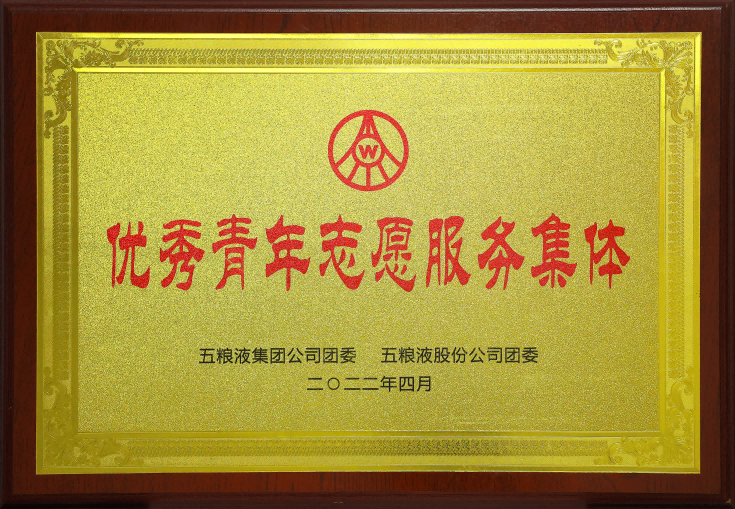 W
优秀青年志愿服务集体
五粮液集团公司团委 五粮液股份公司团委
二〇二二年四月